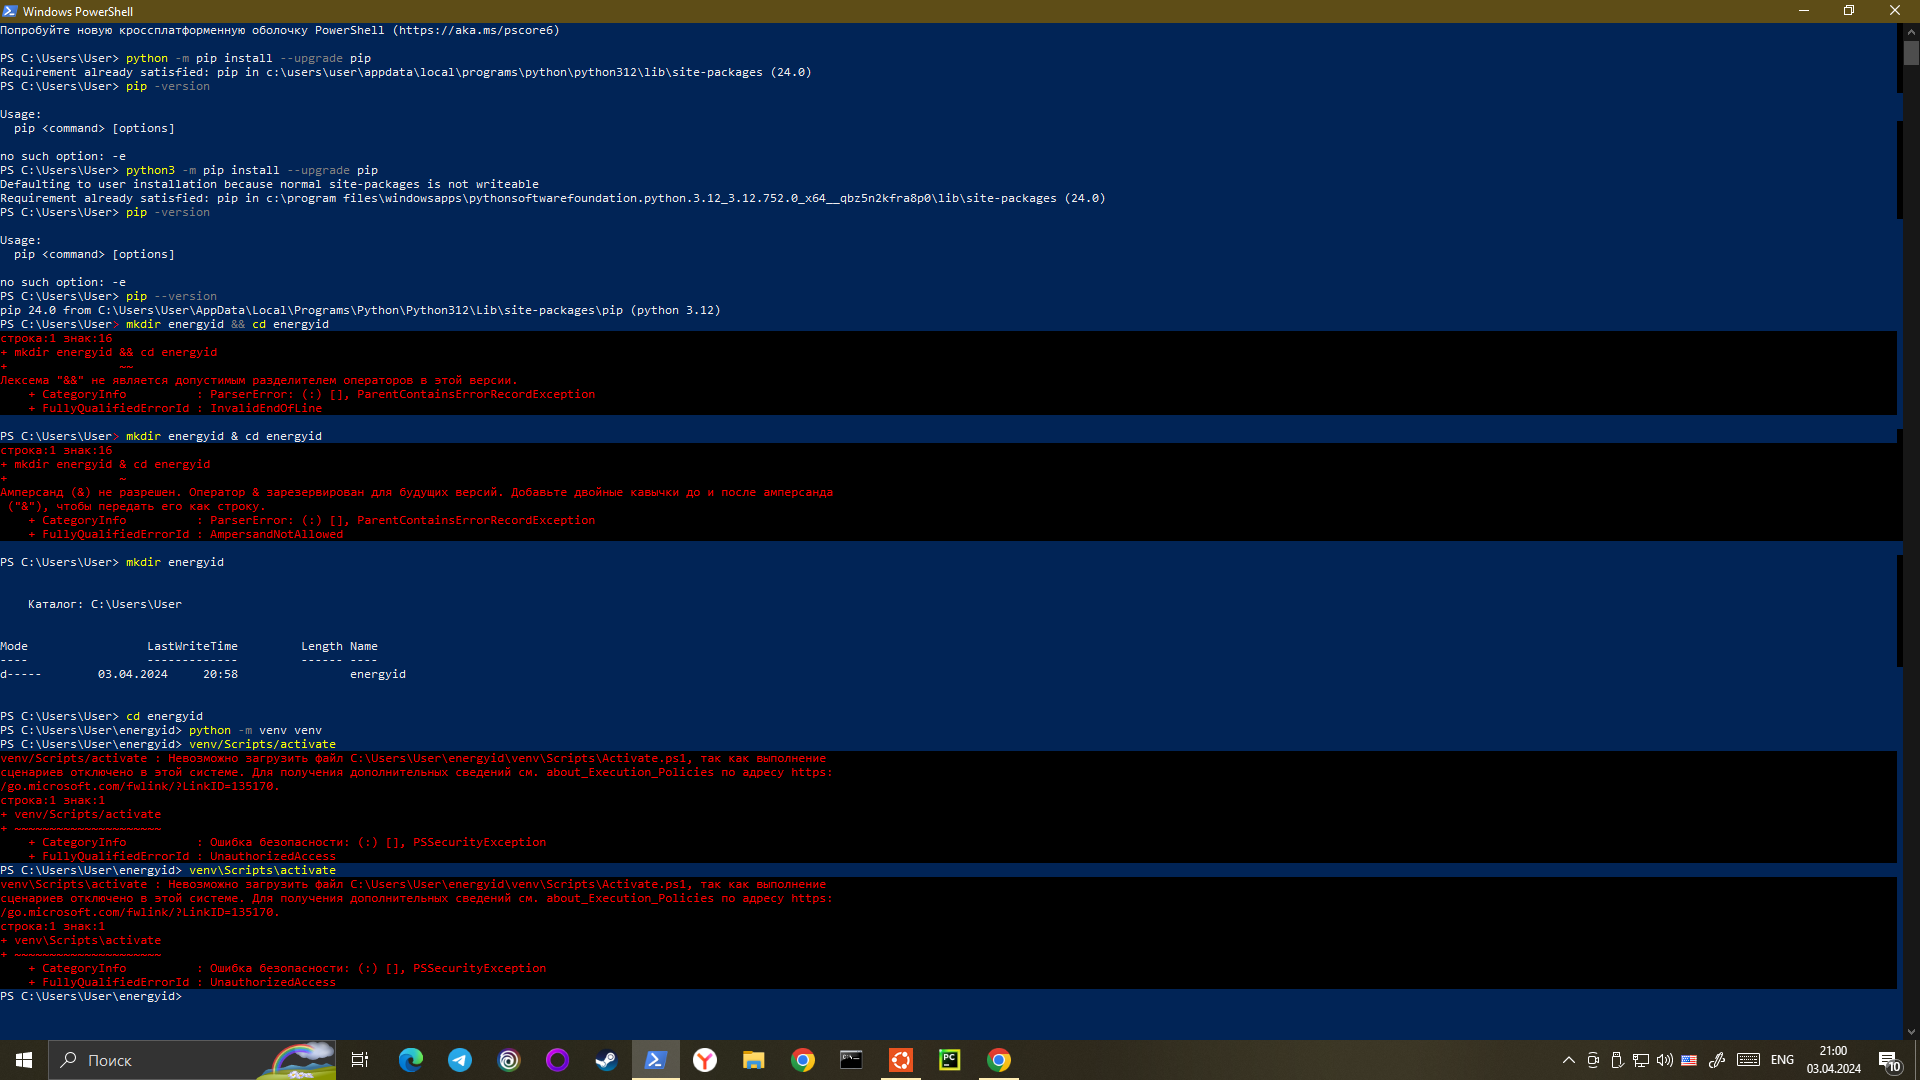 Windows PowerShell
Попробуйте новую кроссплатформенную оболочку PowerShell (https://aka.ms/pscore6)
PS C:\Users\User> python -m pip install --upgrade pip
Requirement already satisfied: pip in c:\users\user\appdata\local\programs\python\python312\lib\site-packages (24.0)
PS C:\Users\User> pip -version
Usage:
  pip <command> [options]
no such option: -e
PS C:\Users\User> python3 -m pip install --upgrade pip
Defaulting to user installation because normal site-packages is not writeable
Requirement already satisfied: pip in c:\program files\windowsapps\pythonsoftwarefoundation.python.3.12_3.12.752.0_x64__qbz5n2kfra8p0\lib\site-packages (24.0)
PS C:\Users\User> pip -version
Usage:
  pip <command> [options]
no such option: -e
PS C:\Users\User> pip --version
pip 24.0 from C:\Users\User\AppData\Local\Programs\Python\Python312\Lib\site-packages\pip (python 3.12)
PS C:\Users\User> mkdir energyid && cd energyid
строка:1 знак:16
+ mkdir energyid && cd energyid
+                ~~
Лексема "&&" не является допустимым разделителем операторов в этой версии.
    + CategoryInfo          : ParserError: (:) [], ParentContainsErrorRecordException
    + FullyQualifiedErrorId : InvalidEndOfLine
PS C:\Users\User> mkdir energyid & cd energyid
строка:1 знак:16
+ mkdir energyid & cd energyid
+                ~
Амперсанд (&) не разрешен. Оператор & зарезервирован для будущих версий. Добавьте двойные кавычки до и после амперсанда
 ("&"), чтобы передать его как строку.
    + CategoryInfo          : ParserError: (:) [], ParentContainsErrorRecordException
    + FullyQualifiedErrorId : AmpersandNotAllowed
PS C:\Users\User> mkdir energyid
    Каталог: C:\Users\User
Mode                 LastWriteTime         Length Name
----                 -------------         ------ ----
d-----        03.04.2024     20:58                energyid
PS C:\Users\User> cd energyid
PS C:\Users\User\energyid> python -m venv venv
PS C:\Users\User\energyid> venv/Scripts/activate
venv/Scripts/activate : Невозможно загрузить файл C:\Users\User\energyid\venv\Scripts\Activate.ps1, так как выполнение
сценариев отключено в этой системе. Для получения дополнительных сведений см. about_Execution_Policies по адресу https:
/go.microsoft.com/fwlink/?LinkID=135170.
строка:1 знак:1
+ venv/Scripts/activate
+ ~~~~~~~~~~~~~~~~~~~~~
    + CategoryInfo          : Ошибка безопасности: (:) [], PSSecurityException
    + FullyQualifiedErrorId : UnauthorizedAccess
PS C:\Users\User\energyid> venv\Scripts\activate
venv\Scripts\activate : Невозможно загрузить файл C:\Users\User\energyid\venv\Scripts\Activate.ps1, так как выполнение
сценариев отключено в этой системе. Для получения дополнительных сведений см. about_Execution_Policies по адресу https:
/go.microsoft.com/fwlink/?LinkID=135170.
строка:1 знак:1
+ venv\Scripts\activate
+ ~~~~~~~~~~~~~~~~~~~~~
    + CategoryInfo          : Ошибка безопасности: (:) [], PSSecurityException
    + FullyQualifiedErrorId : UnauthorizedAccess
PS C:\Users\User\energyid>
Поиск
PC
ENG
21:00
03.04.2024
10